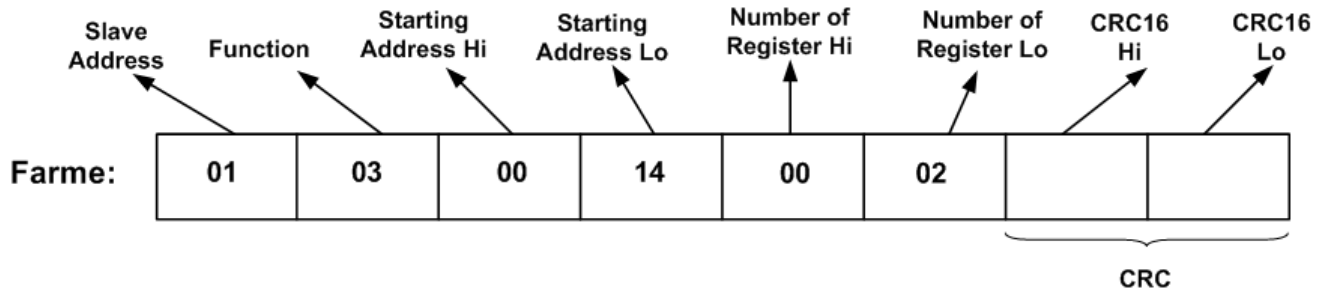 Slave
Address
Function
Starting
Address Hi
Starting
Address Lo
Number of
Register Hi
Number of
Register Lo
CRC16
Hi
CRC16
Lo
Farme: 01 03 00 14 00 02
CRC